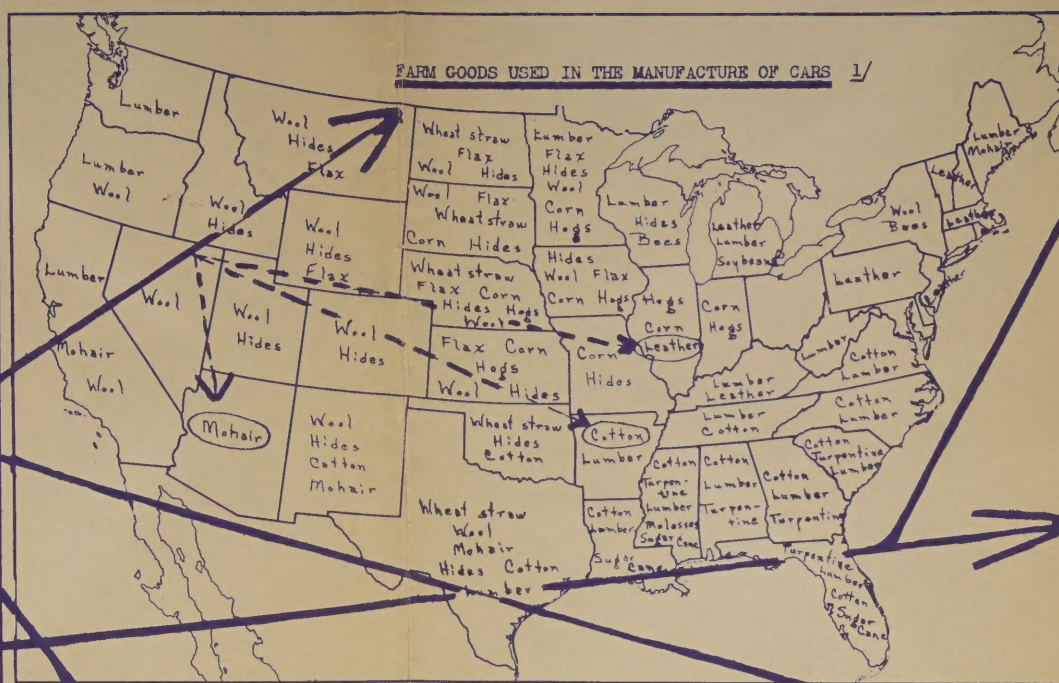 FARM GOODS USED IN THE MANUFACTURE OF CARS 1/
Lumber
Lumber
Wool
Lumber
Mohair
Wool
Wool
Wool
Hides
Wool
Hides
Flax
Wool
Hides
Flax
Wool
Hides
Wool
Hides
Mohair
Wool
Hides
Cotton
Mohair
Wheat straw
Flax
Wool Hides
Wool Flax
Wheat straw
Corn Hides
Wheat straw
Flax Corn
Hides Hogs
Wool
Flax Corn
Hogs
Wool Hides
Wheat straw
Hides
Cotton
Wheat straw
Wool
Mohair
Hides Cotton
Lumber
Lumber
Flax
Hides
Wool
Corn
Hogs
Hides
Wool Flax
Corn Hogs
Corn
Hides
Cotton
Lumber
Cotton
Lumber
Sugar
Cane
Lumber
Hides
Bees
Hogs
Corn
Leather
Leather
Lumber
Soybeans
Corn
Hogs
Lumber
Leather
Lumber
Cotton
Cotton
Turpen-
tine
Lumber
Molasses
Sugar Cane
Cotton
Lumber
Turpen-
tine
Cotton
Lumber
Turpentine
Turpentine
Lumber
Cotton
Sugar
Cane
Cotton
Turpentine
Lumber
Cotton
Lumber
Cotton
Lumber
Lumber
Leather
Wool
Bees
Leather
Leather
Leather
Lumber
Mohair